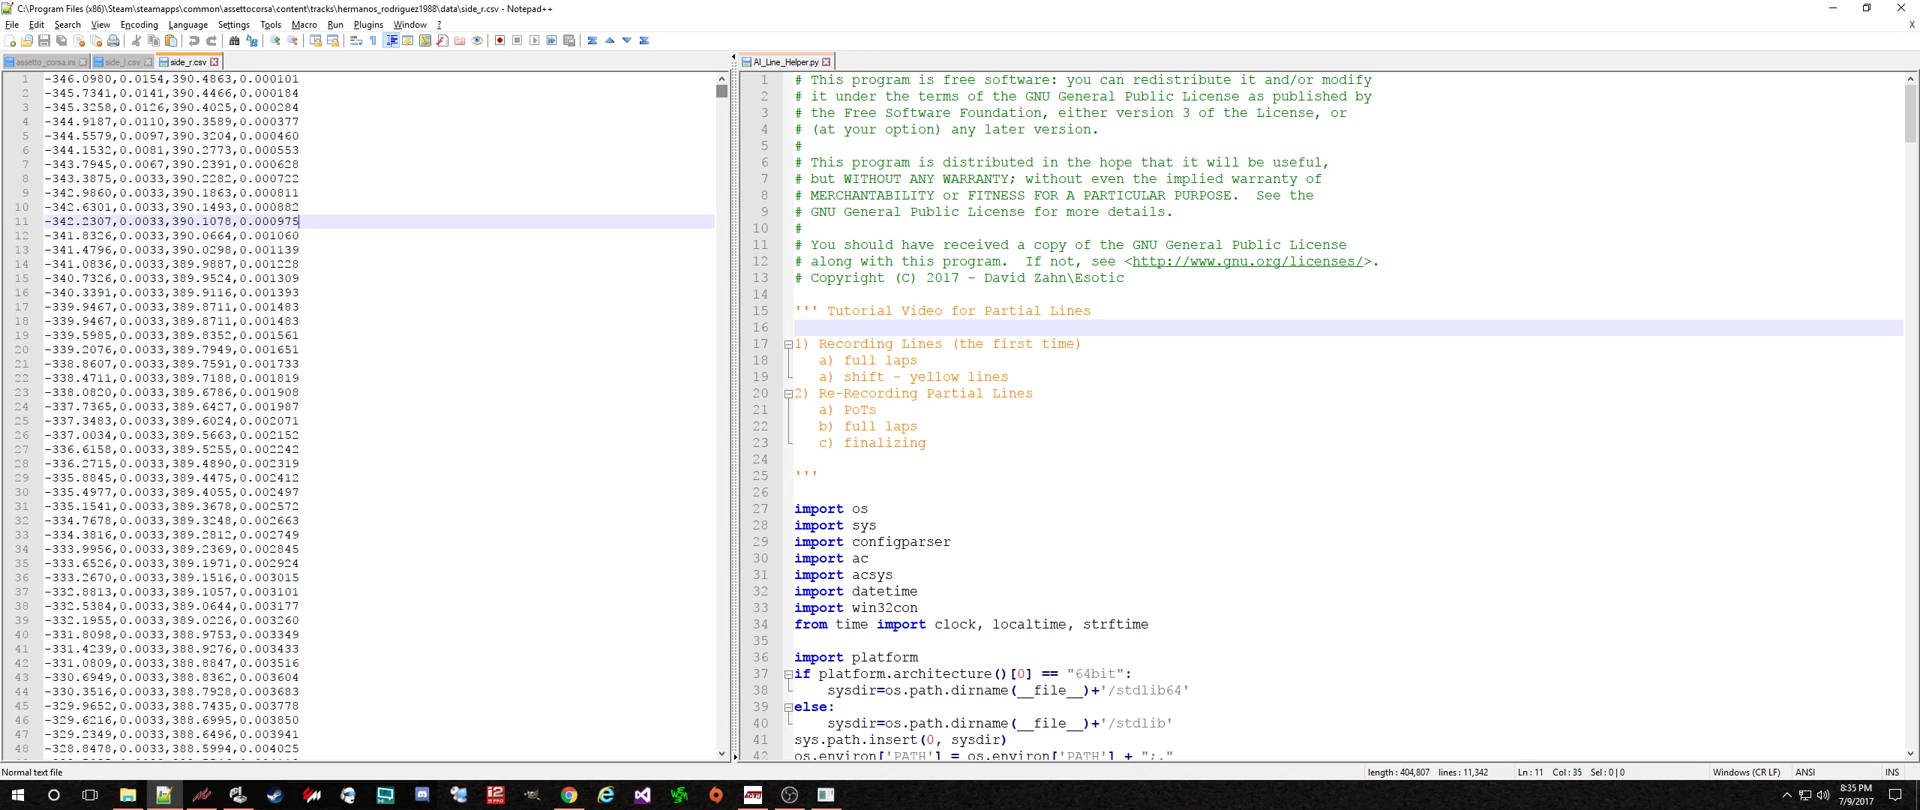 C:\Program Files (x86)\Steam\steamapps\common\assettocorsa\content\tracks\hermanos_rodriguez1988\data\side_r.csv - Notepad++
File Edit Search View Encoding Language Settings Tools Macro Run Plugins Window ?
assetto_corsa.ini side_l.csv side_r.csv
1 -346.0980,0.0154,390.4863,0.000101
2 -345.7341,0.0141,390.4466,0.000184
3 -345.3258,0.0126,390.4025,0.000284
4 -344.9187,0.0110,390.3589,0.000377
5 -344.5579,0.0097,390.3204,0.000460
6 -344.1532,0.0081,390.2773,0.000553
7 -343.7945,0.0067,390.2391,0.000628
8 -343.3875,0.0033,390.2282,0.000722
9 -342.9860,0.0033,390.1863,0.000811
10 -342.6301,0.0033,390.1493,0.000882
11 -342.2307,0.0033,390.1078,0.000975
12 -341.8326,0.0033,390.0664,0.001060
13 -341.4796,0.0033,390.0298,0.001139
14 -341.0836,0.0033,389.9887,0.001228
15 -340.7326,0.0033,389.9524,0.001309
16 -340.3391,0.0033,389.9116,0.001393
17 -339.9467,0.0033,389.8711,0.001483
18 -339.9467,0.0033,389.8711,0.001483
19 -339.5985,0.0033,389.8352,0.001561
20 -339.2076,0.0033,389.7949,0.001651
21 -338.8607,0.0033,389.7591,0.001733
22 -338.4711,0.0033,389.7188,0.001819
23 -338.0820,0.0033,389.6786,0.001908
24 -337.7365,0.0033,389.6427,0.001987
25 -337.3483,0.0033,389.6024,0.002071
26 -337.0034,0.0033,389.5663,0.002152
27 -336.6158,0.0033,389.5255,0.002242
28 -336.2715,0.0033,389.4890,0.002319
29 -335.8845,0.0033,389.4475,0.002412
30 -335.4977,0.0033,389.4055,0.002497
31 -335.1541,0.0033,389.3678,0.002572
32 -334.7678,0.0033,389.3248,0.002663
33 -334.3816,0.0033,389.2812,0.002749
34 -333.9956,0.0033,389.2369,0.002845
35 -333.6526,0.0033,389.1971,0.002924
36 -333.2670,0.0033,389.1516,0.003015
37 -332.8813,0.0033,389.1057,0.003101
38 -332.5384,0.0033,389.0644,0.003177
39 -332.1955,0.0033,389.0226,0.003260
40 -331.8098,0.0033,388.9753,0.003349
41 -331.4239,0.0033,388.9276,0.003433
42 -331.0809,0.0033,388.8847,0.003516
43 -330.6949,0.0033,388.8362,0.003604
44 -330.3516,0.0033,388.7928,0.003683
45 -329.9652,0.0033,388.7435,0.003778
46 -329.6216,0.0033,388.6995,0.003850
47 -329.2349,0.0033,388.6496,0.003941
48 -328.8478,0.0033,388.5994,0.004025
AI_Line_Helper.py
1 # This program is free software: you can redistribute it and/or modify
2 # it under the terms of the GNU General Public License as published by
3 # the Free Software Foundation, either version 3 of the License, or
4 # (at your option) any later version.
5 #
6 # This program is distributed in the hope that it will be useful,
7 # but WITHOUT ANY WARRANTY; without even the implied warranty of
8 # MERCHANTABILITY or FITNESS FOR A PARTICULAR PURPOSE.  See the
9 # GNU General Public License for more details.
10 #
11 # You should have received a copy of the GNU General Public License
12 # along with this program.  If not, see <http://www.gnu.org/licenses/>.
13 # Copyright (C) 2017 - David Zahn\Esotic
14
15 ''' Tutorial Video for Partial Lines
16
17 1) Recording Lines (the first time)
18 a) full laps
19 a) shift - yellow lines
20 2) Re-Recording Partial Lines
21 a) PoTs
22 b) full laps
23 c) finalizing
24
25 '''
26
27 import os
28 import sys
29 import configparser
30 import ac
31 import acsys
32 import datetime
33 import win32con
34 from time import clock, localtime, strftime
35
36 import platform
37 if platform.architecture()[0] == "64bit":
38 sysdir=os.path.dirname(__file__)+'/stdlib64'
39 else:
40 sysdir=os.path.dirname(__file__)+'/stdlib'
41 sys.path.insert(0, sysdir)
42 os.environ['PATH'] = os.environ['PATH'] + ";."
Normal text file length : 404,807 lines : 11,342 Ln : 11 Col : 35 Sel : 0 | 0 Windows (CR LF) ANSI INS
8:35 PM
7/9/2017